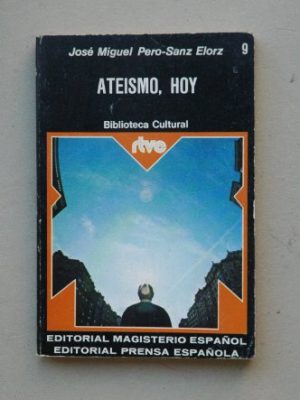 José Miguel Pero-Sanz Elorz
9
ATEISMO, HOY
Biblioteca Cultural
rtve
EDITORIAL MAGISTERIO ESPAÑOL
EDITORIAL PRENSA ESPAÑOLA